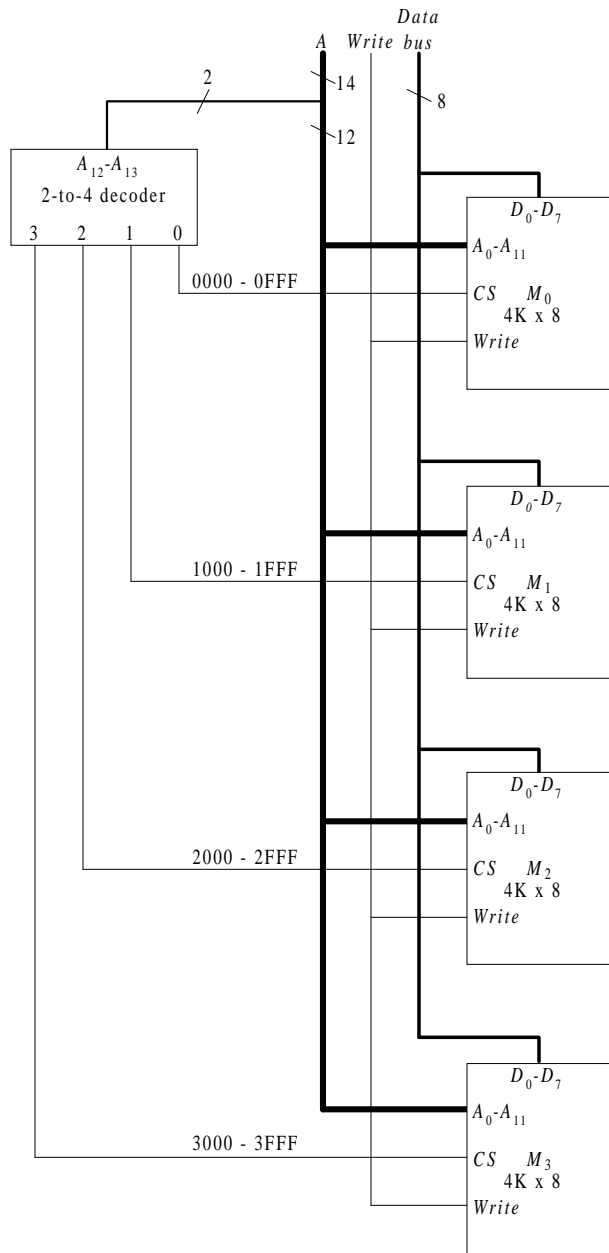 A Write Data bus
2
14
12
8
A₁₂-A₁₃
2-to-4 decoder
3 2 1 0
D₀-D₇
A₀-A₁₁
0000 - 0FFF
CS M₀
4K x 8
Write
D₀-D₇
A₀-A₁₁
1000 - 1FFF
CS M₁
4K x 8
Write
D₀-D₇
A₀-A₁₁
2000 - 2FFF
CS M₂
4K x 8
Write
D₀-D₇
A₀-A₁₁
3000 - 3FFF
CS M₃
4K x 8
Write